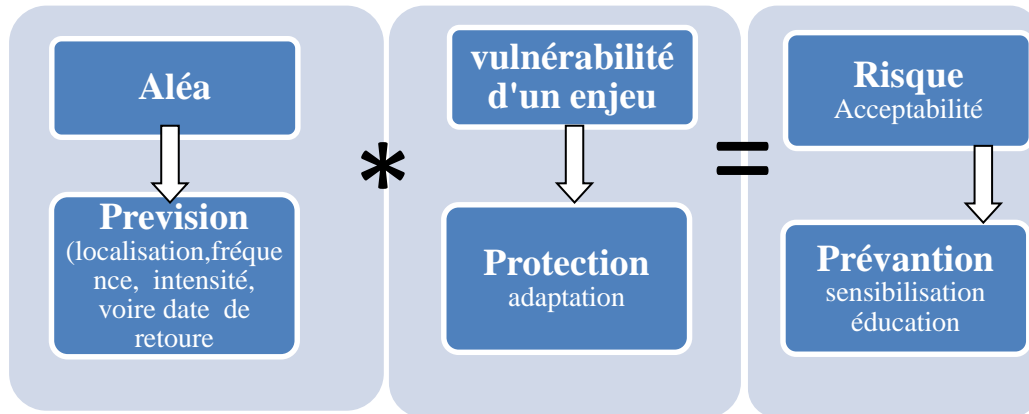 Aléa
Prevision
(localisation,fréque
nce, intensité,
voire date de
retoure
*
vulnérabilité
d'un enjeu
Protection
adaptation
=
Risque
Acceptabilité
Prévantion
sensibilisation
éducation